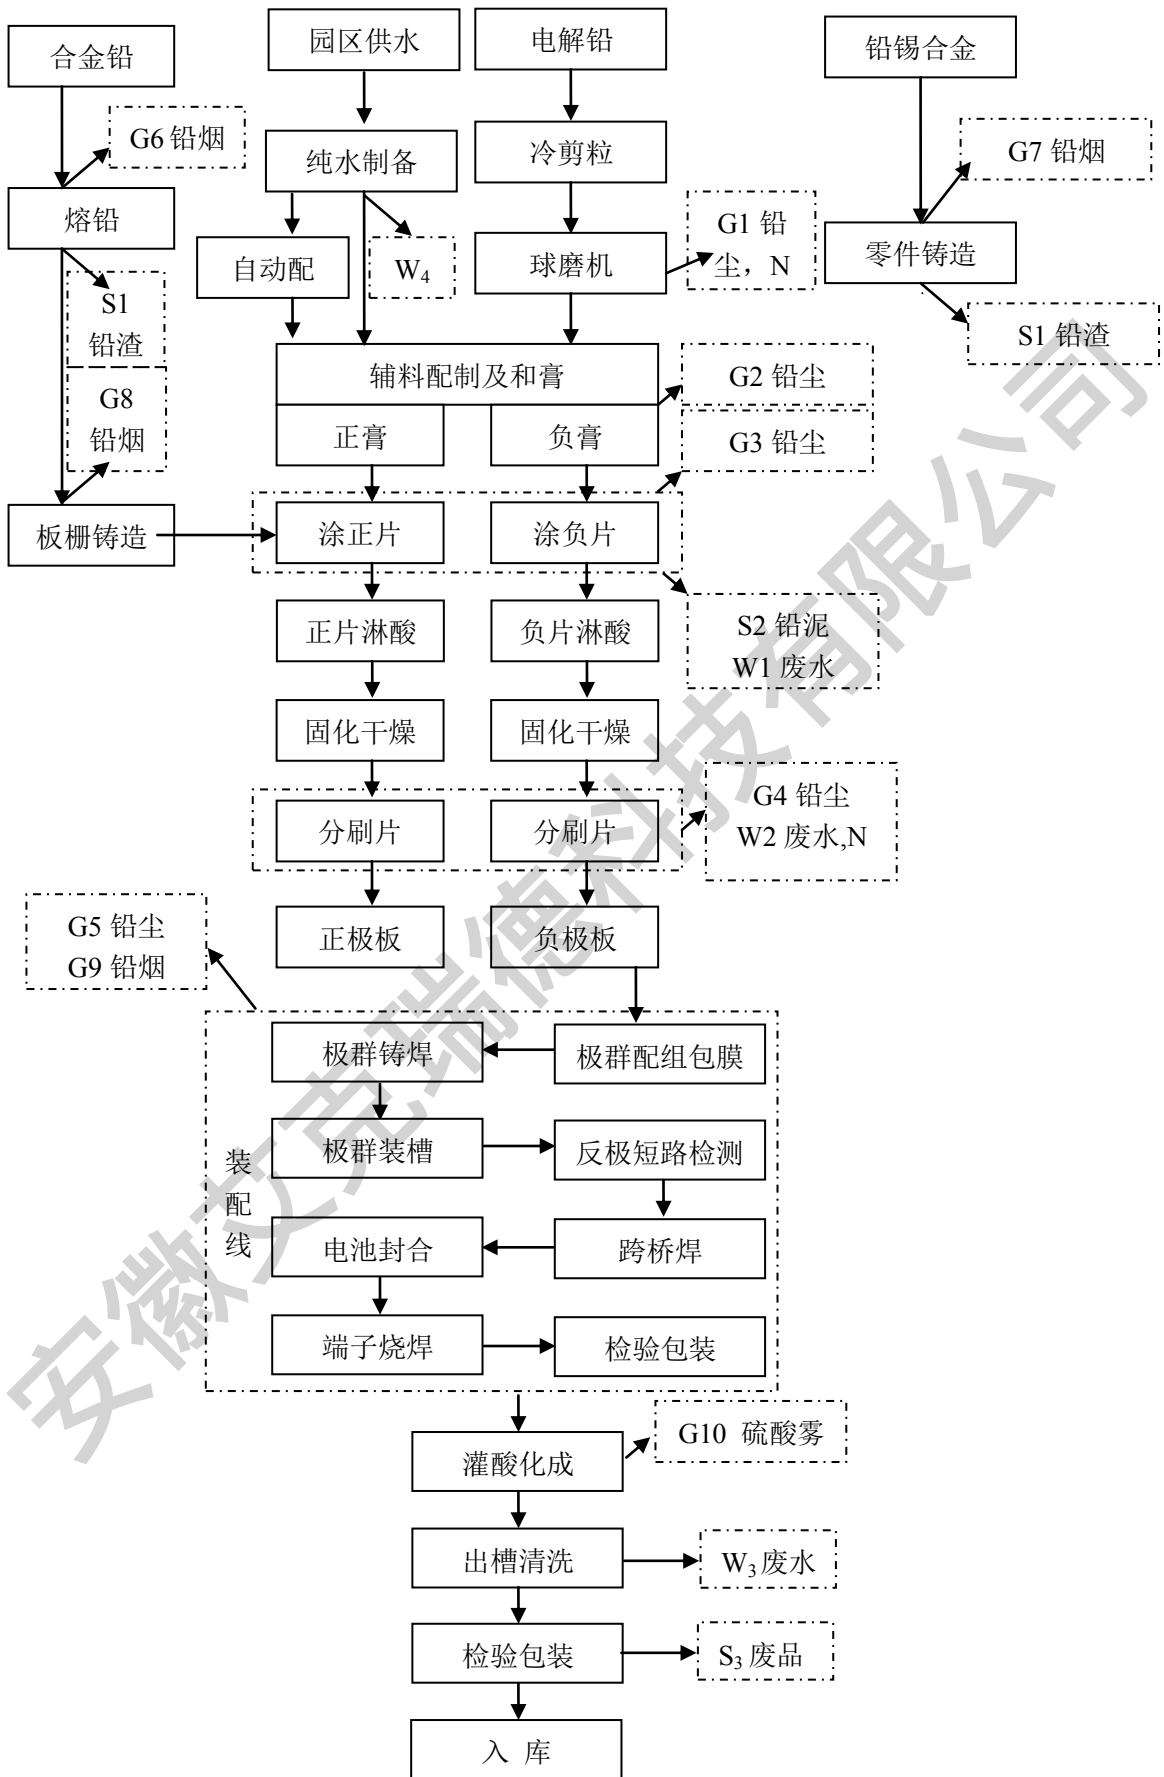 合金铅
园区供水
电解铅
铅锡合金
G6 铅烟
纯水制备
冷剪粒
G7 铅烟
熔铅
自动配
W₄
球磨机
G1 铅
尘，N
零件铸造
S1
铅渣
S1 铅渣
G8
铅烟
辅料配制及和膏
G2 铅尘
正膏
负膏
G3 铅尘
板栅铸造
涂正片
涂负片
正片淋酸
负片淋酸
S2 铅泥
W1 废水
固化干燥
固化干燥
分刷片
分刷片
G4 铅尘
W2 废水,N
G5 铅尘
G9 铅烟
正极板
负极板
装
配
线
极群铸焊
极群配组包膜
极群装槽
反极短路检测
电池封合
跨桥焊
端子烧焊
检验包装
灌酸化成
G10 硫酸雾
出槽清洗
W₃废水
检验包装
S₃废品
入 库
安徽艾克瑞德科技有限公司